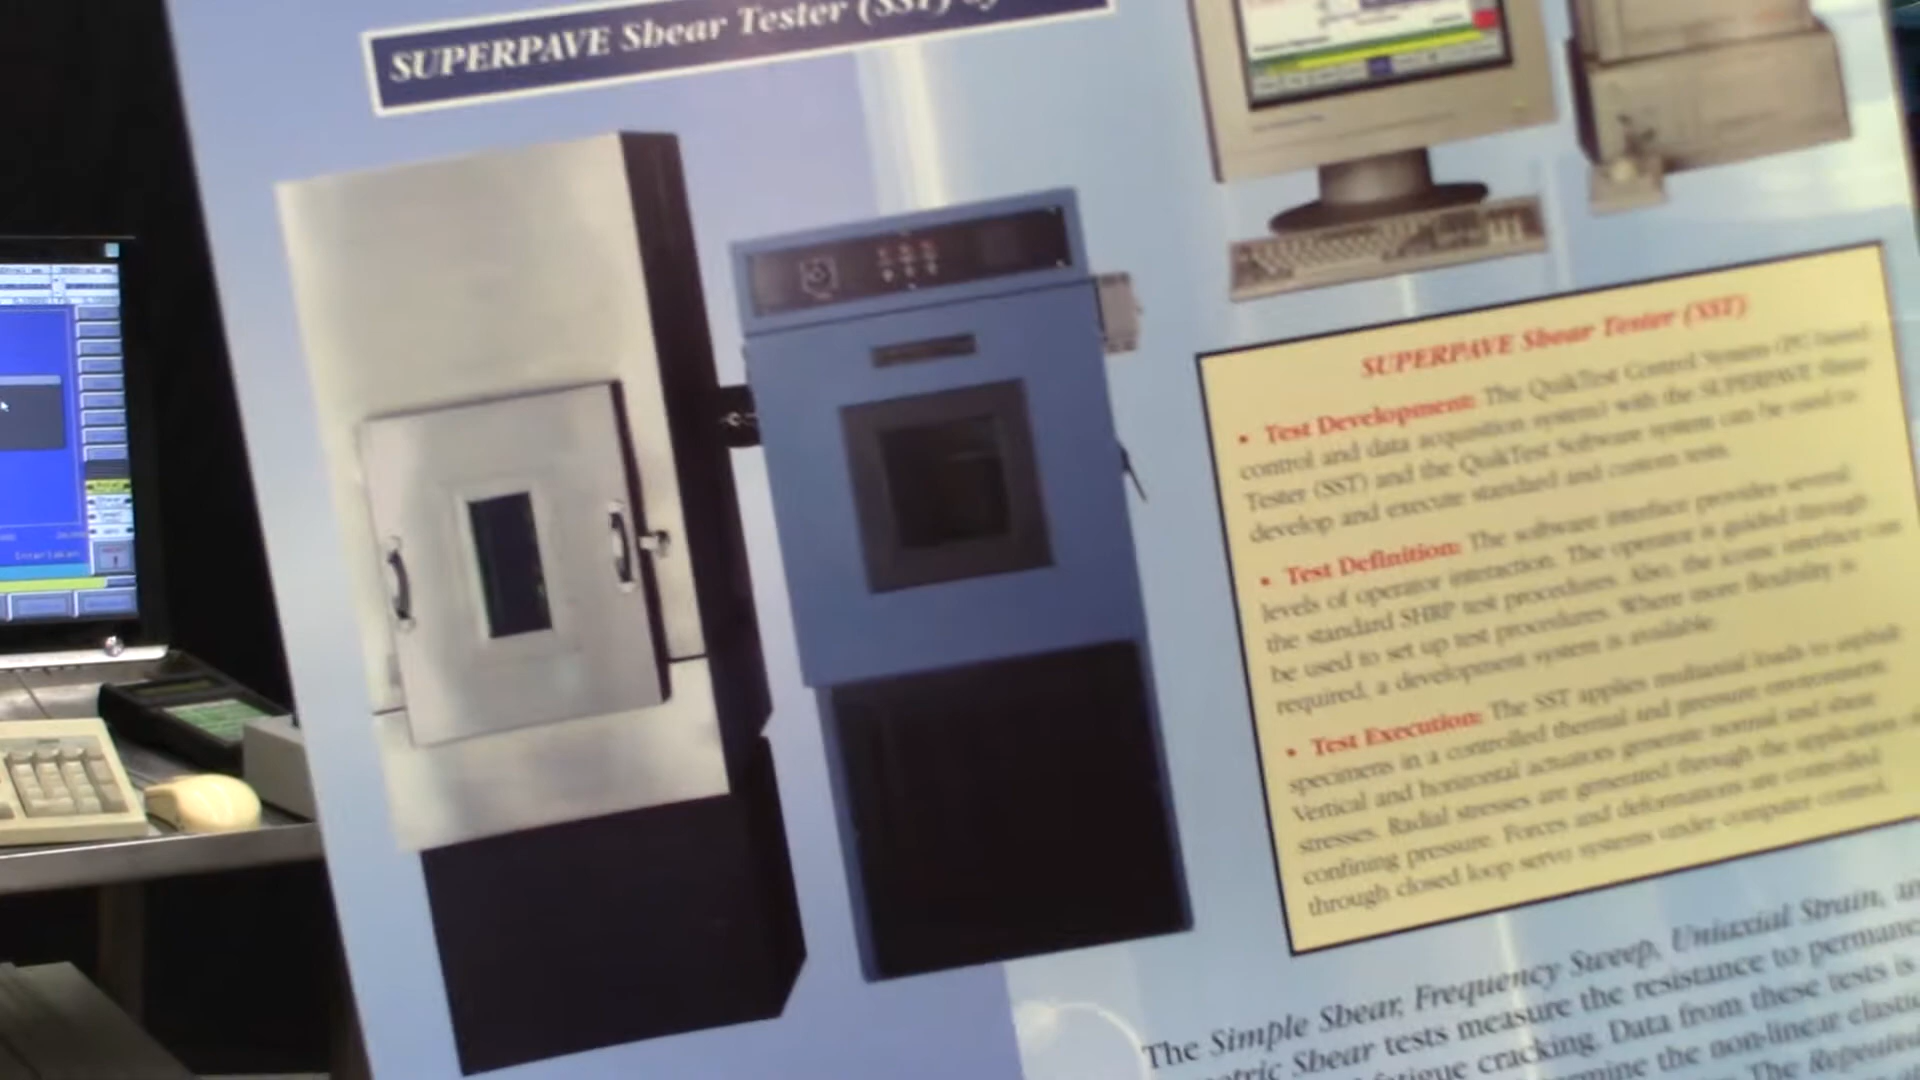 SUPERPAVE Shear Tester (SST)
SUPERPAVE Shear Tester (SST)
• Test Development: The QuikTest Control System (PC based
control and data acquisition system) with the SUPERPAVE Shear
Tester (SST) and the QuikTest Software system can be used to
develop and execute standard and custom tests.
• Test Definition: The software interface provides several
levels of operator interaction. The operator is guided through
the standard SHRP test procedures. Also, the iconic interface can
be used to set up test procedures. Where more flexibility is
required, a development system is available.
• Test Execution: The SST applies multiaxial loads to asphalt
specimens in a controlled thermal and pressure environment.
Vertical and horizontal actuators generate normal and shear
stresses. Radial stresses are generated through the application of
confining pressure. Forces and deformations are controlled
through closed loop servo systems under computer control.
The Simple Shear, Frequency Sweep, Uniaxial Strain,
Shear tests measure the resistance to
fatigue cracking. Data from these tests is
the non-linear elastic
The Repeated
Interlaken